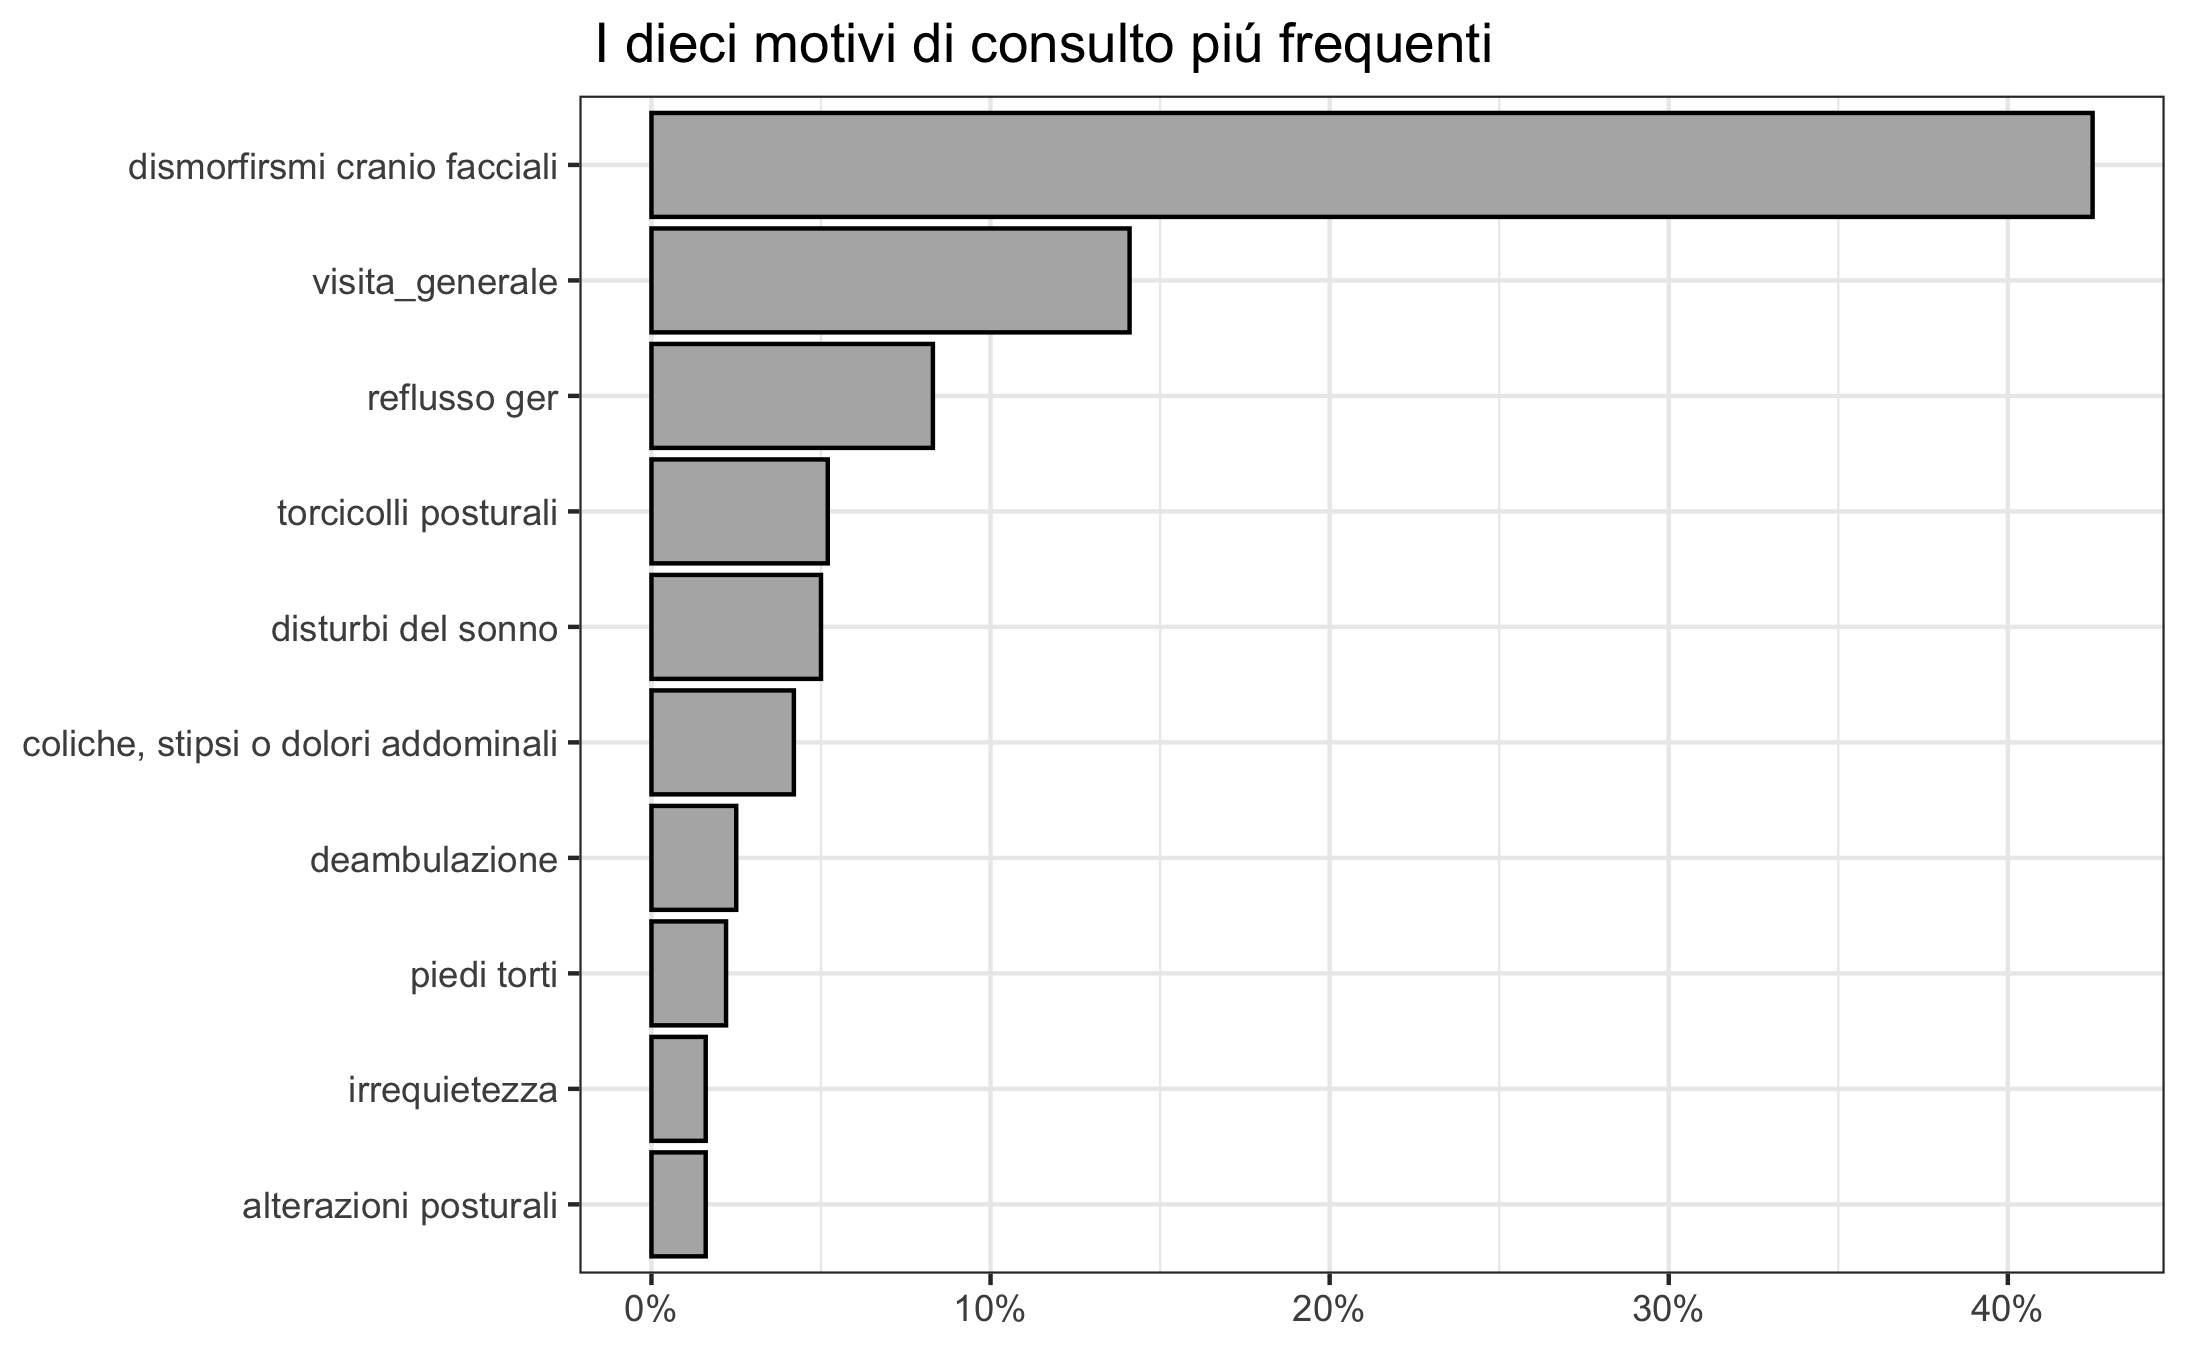 I dieci motivi di consulto piú frequenti
dismorfirsmi cranio facciali
visita_generale
reflusso ger
torcicolli posturali
disturbi del sonno
coliche, stipsi o dolori addominali
deambulazione
piedi torti
irrequietezza
alterazioni posturali
0% 10% 20% 30% 40%